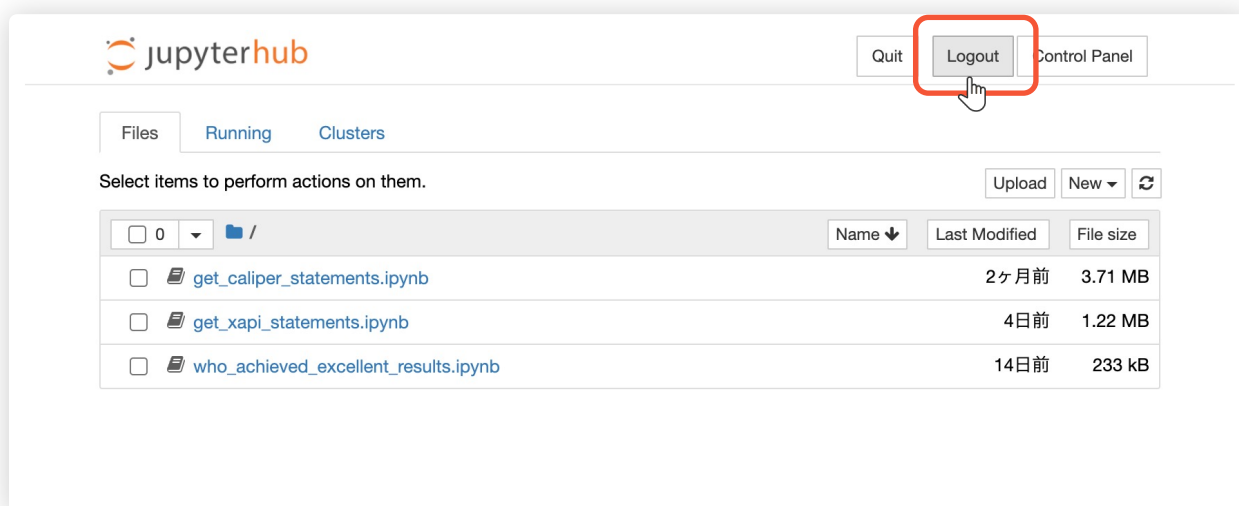 jupyterhub
Quit Logout Control Panel
Files Running Clusters
Select items to perform actions on them.
Upload New
0 / Name Last Modified File size
get_caliper_statements.ipynb 2ヶ月前 3.71 MB
get_xapi_statements.ipynb 4日前 1.22 MB
who_achieved_excellent_results.ipynb 14日前 233 kB